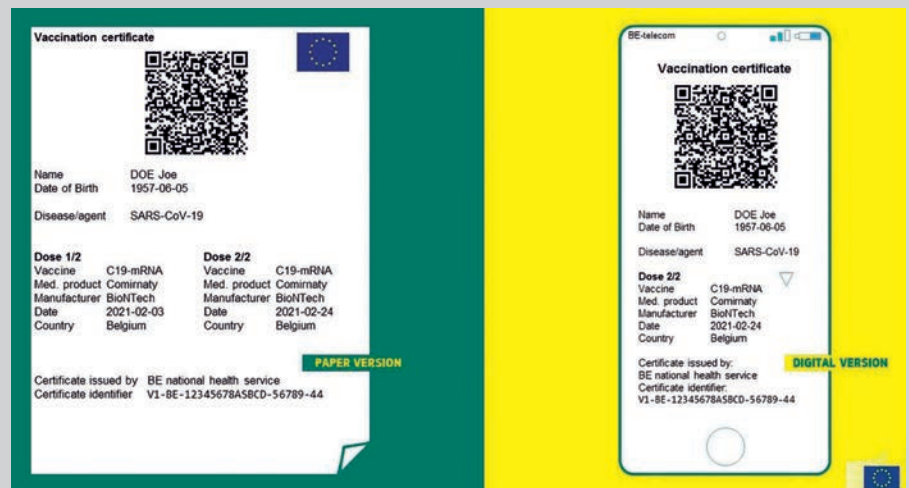 Vaccination certificate
Name DOE Joe
Date of Birth 1957-06-05
Disease/agent SARS-CoV-19
Dose 1/2 Dose 2/2
Vaccine C19-mRNA Vaccine C19-mRNA
Med. product Comirnaty Med. product Comirnaty
Manufacturer BioNTech Manufacturer BioNTech
Date 2021-02-03 Date 2021-02-24
Country Belgium Country Belgium
PAPER VERSION
Certificate issued by BE national health service
Certificate identifier V1-BE-12345678ASBCD-56789-44
BE-telecom
Vaccination certificate
Name DOE Joe
Date of Birth 1957-06-05
Disease/agent SARS-CoV-19
Dose 2/2
Vaccine C19-mRNA
Med. product Comirnaty
Manufacturer BioNTech
Date 2021-02-24
Country Belgium
Certificate issued by:
BE national health service
Certificate identifier:
V1-BE-12345678ASBCD-56789-44
DIGITAL VERSION